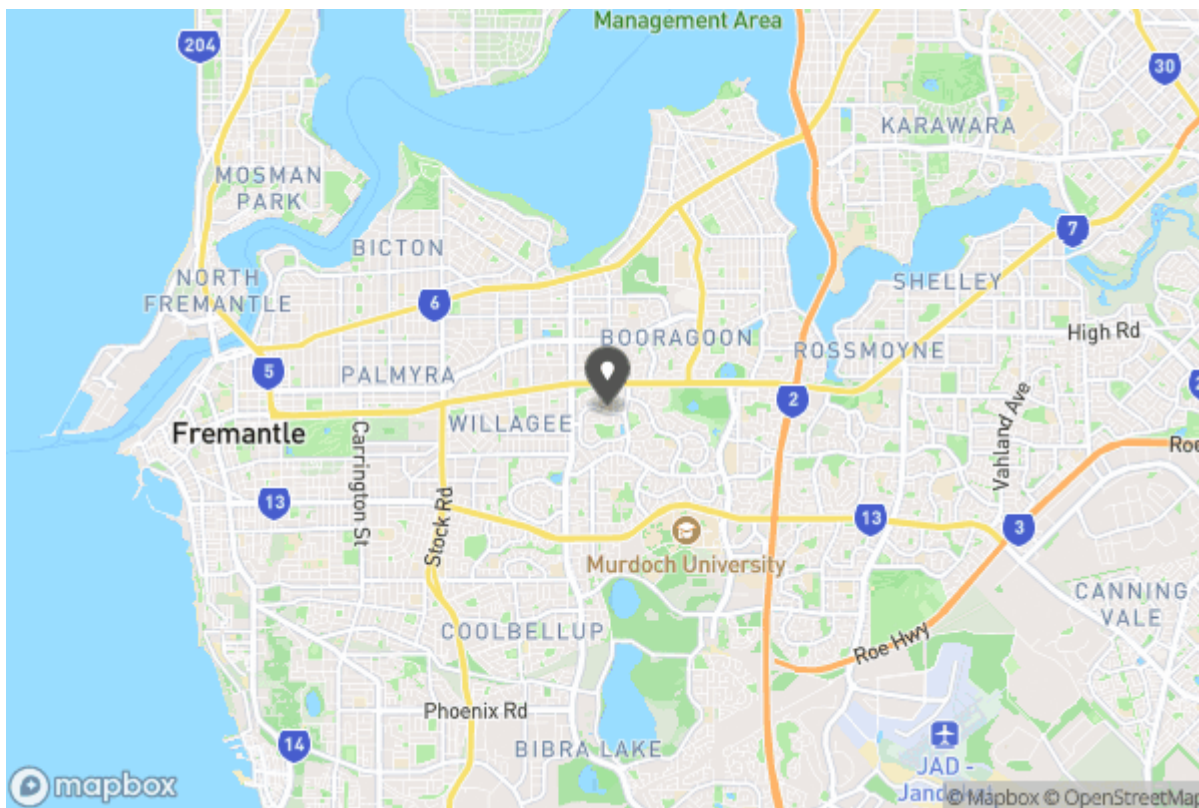 Management Area
204
30
KARAWARA
MOSMAN
PARK
BICTON
7
NORTH
FREMANTLE
SHELLEY
6
BOORAGOON
High Rd
ROSSMOYNE
5
PALMYRA
2
WILLAGEE
Fremantle
Carrington St
Vahland Ave
Roe
13
Stock Rd
13
3
Murdoch University
CANNING
VALE
COOLBELLUP
Roe Hwy
Phoenix Rd
14
BIBRA LAKE
JAD -
mapbox
© Mapbox © OpenStreetMap